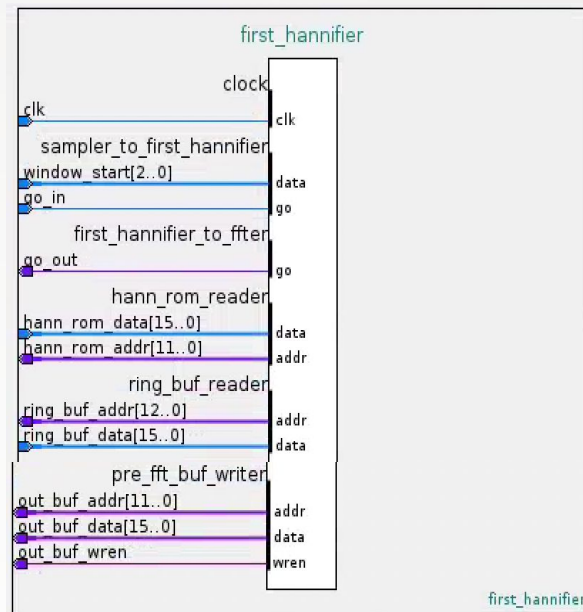 first_hannifier
clock
clk
clk
sampler_to_first_hannifier
window_start[2..0]
data
go_in
go
first_hannifier_to_ffter
go_out
go
hann_rom_reader
hann_rom_data[15..0]
data
hann_rom_addr[11..0]
addr
ring_buf_reader
ring_buf_addr[12..0]
addr
ring_buf_data[15..0]
data
pre_fft_buf_writer
out_buf_addr[11..0]
addr
out_buf_data[15..0]
data
out_buf_wren
wren
first_hannifier